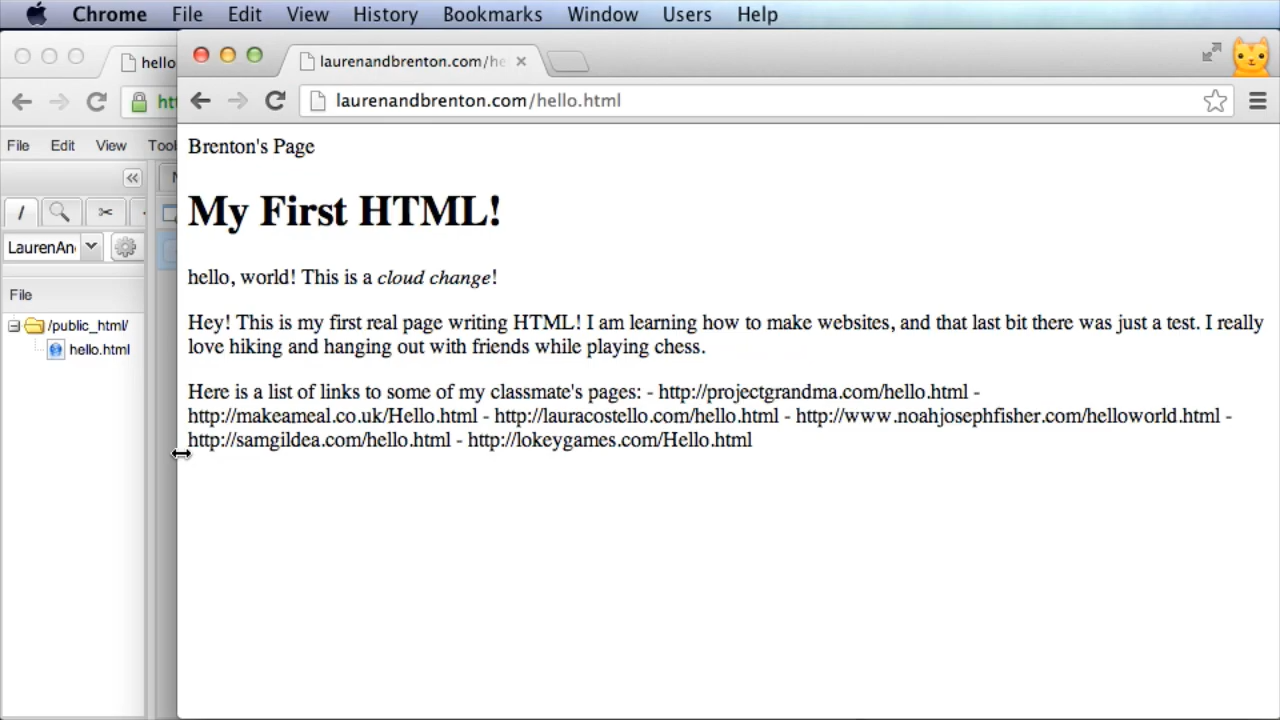 Chrome File Edit View History Bookmarks Window Users Help
hello
laurenandbrenton.com/he
laurenandbrenton.com/hello.html
File Edit View
Brenton's Page
My First HTML!
LaurenAn
hello, world! This is a cloud change!
File
/public_html/
hello.html
Hey! This is my first real page writing HTML! I am learning how to make websites, and that last bit there was just a test. I really
love hiking and hanging out with friends while playing chess.
Here is a list of links to some of my classmate's pages: - http://projectgrandma.com/hello.html -
http://makeameal.co.uk/Hello.html - http://lauracostello.com/hello.html - http://www.noahjosephfisher.com/helloworld.html -
http://samgildea.com/hello.html - http://lokeygames.com/Hello.html